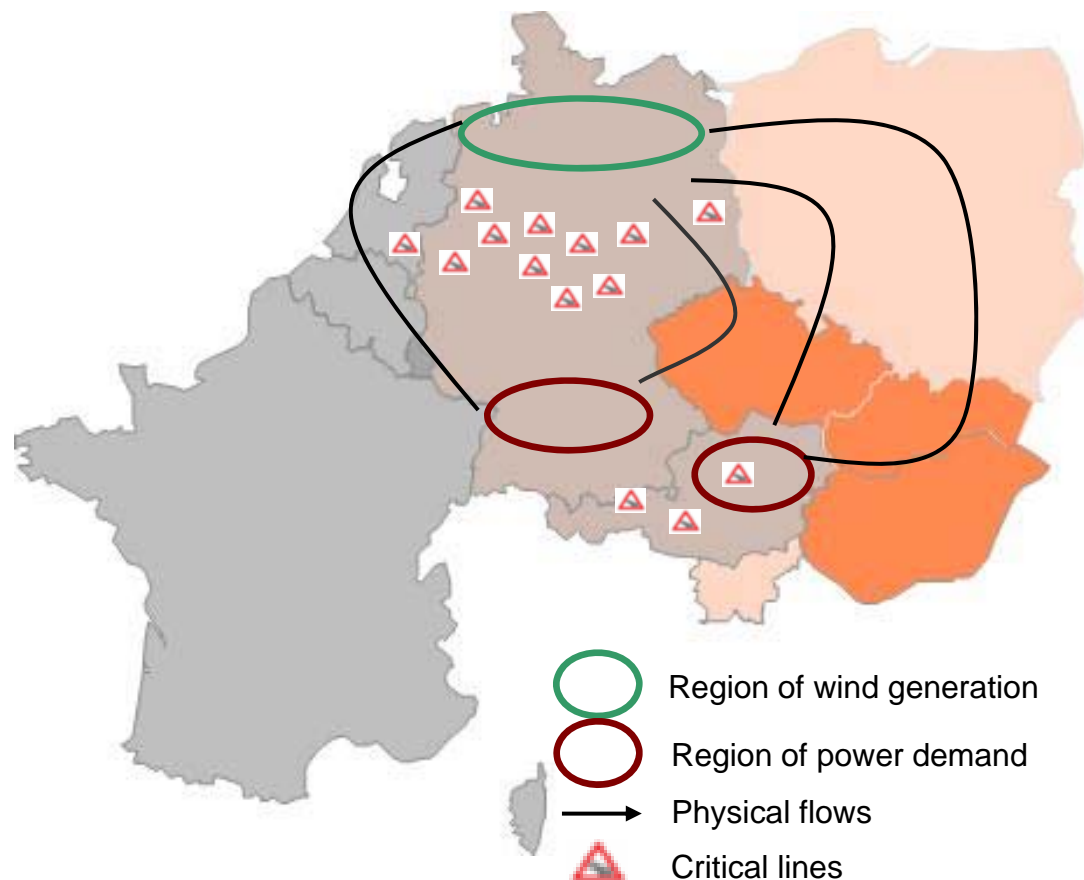 Region of wind generation
Region of power demand
Physical flows
Critical lines